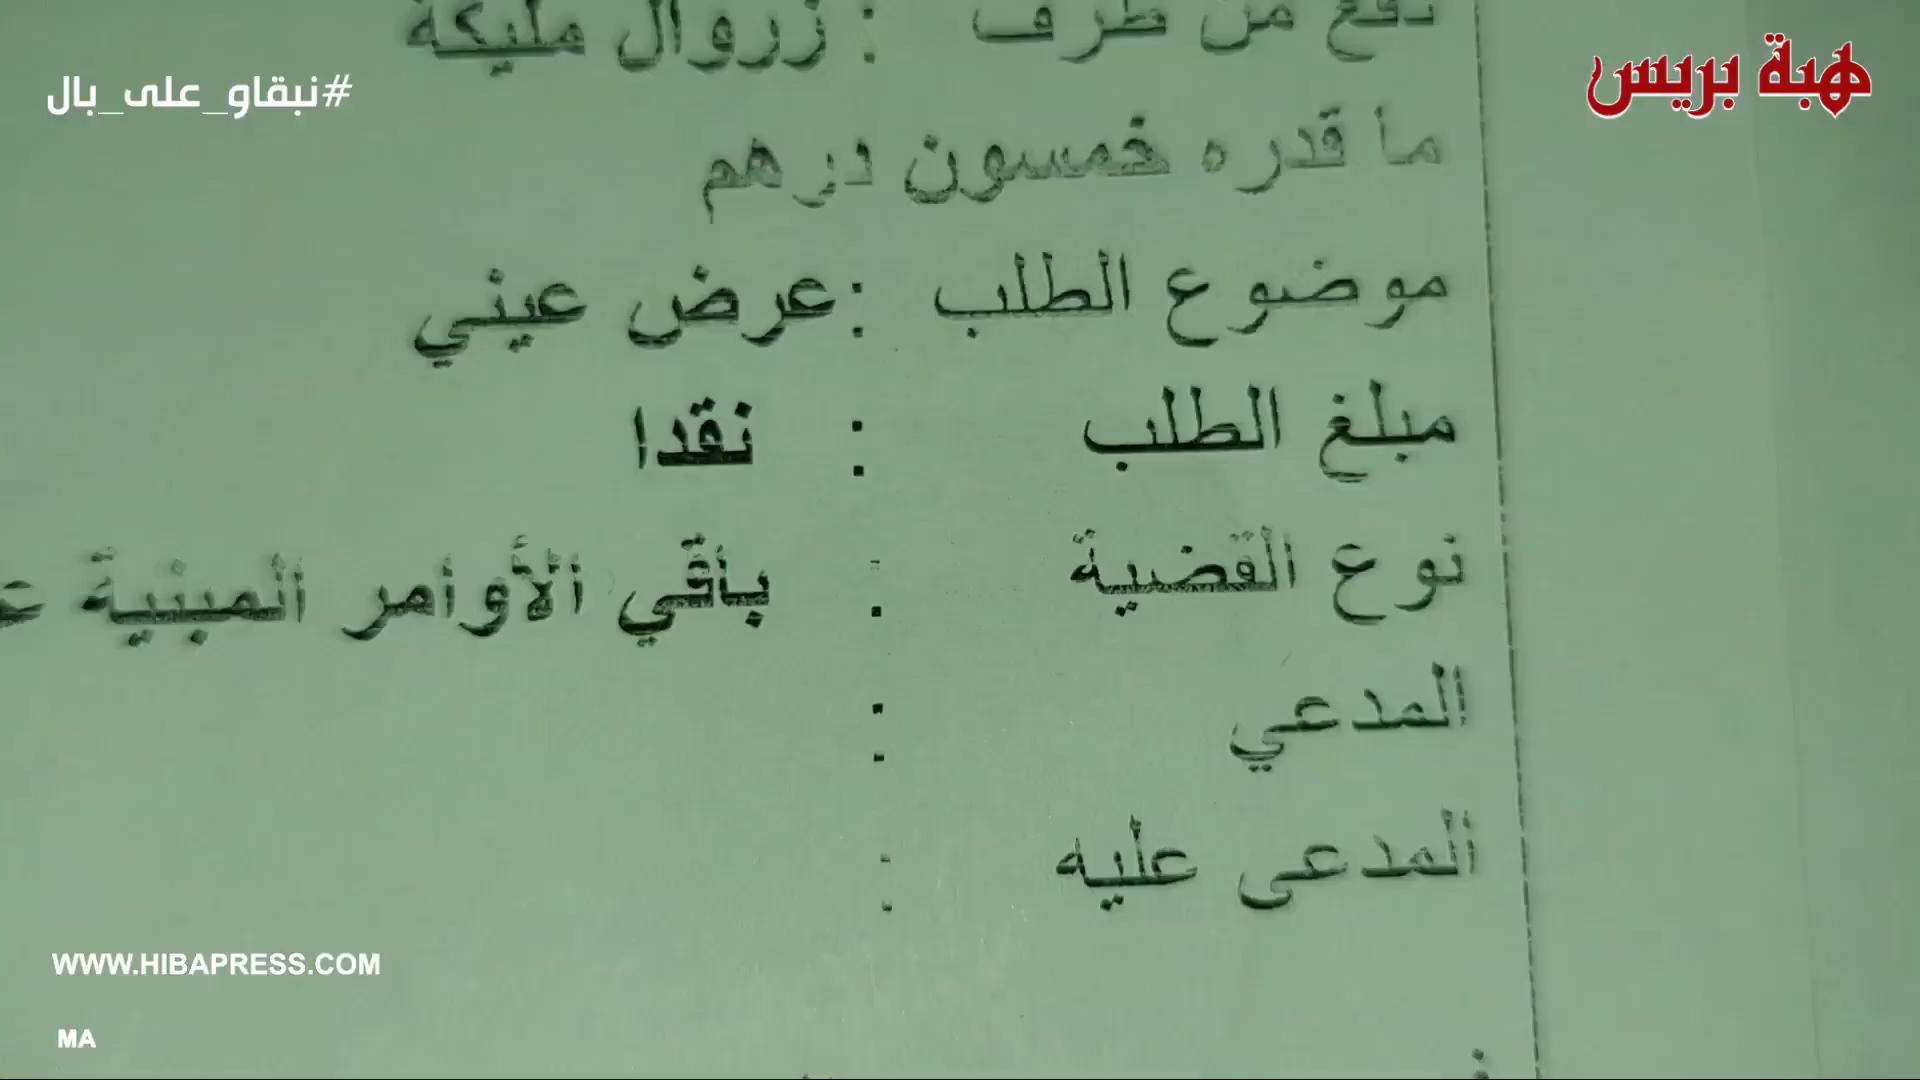 هبة بريس
#نبقاو_على_بال
دفع من طرف : زروال مليكة
ما قدره خمسون درهم
موضوع الطلب : عرض عيني
مبلغ الطلب : نقدا
نوع القضية : باقي الأوامر المبنية
المدعي :
المدعى عليه :
WWW.HIBAPRESS.COM
MA